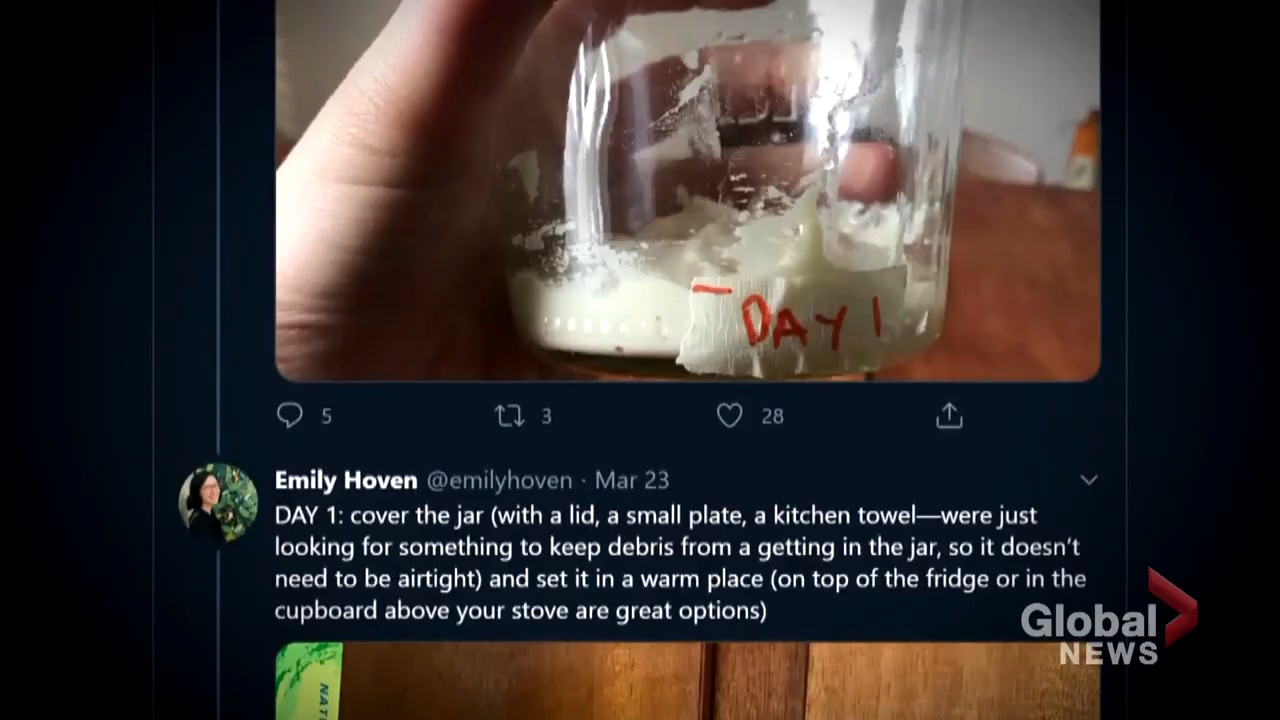 DAY 1
5
3
28
Emily Hoven @emilyhoven · Mar 23
DAY 1: cover the jar (with a lid, a small plate, a kitchen towel—were just
looking for something to keep debris from a getting in the jar, so it doesn't
need to be airtight) and set it in a warm place (on top of the fridge or in the
cupboard above your stove are great options)
Global
NEWS